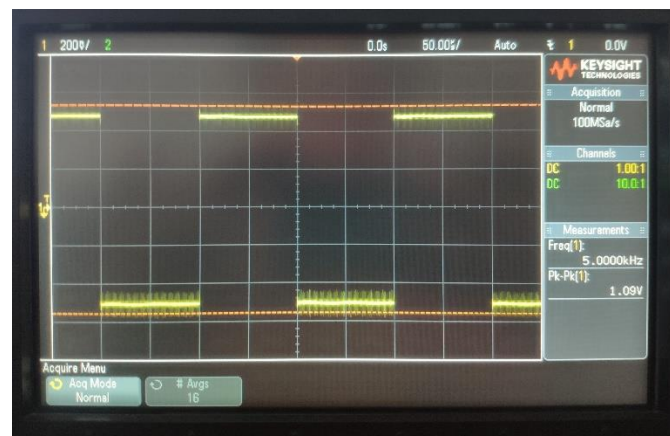 1 200▿/ 2 0.0s 50.00▿/ Auto 1 0.0V
KEYSIGHT
TECHNOLOGIES
Acquisition
Normal
100MSa/s
Channels
DC 1.00:1
DC 10.0:1
Measurements
Freq(1):
5.0000kHz
Pk-Pk(1):
1.09V
Acquire Menu
Acq Mode
Normal
# Avgs
16